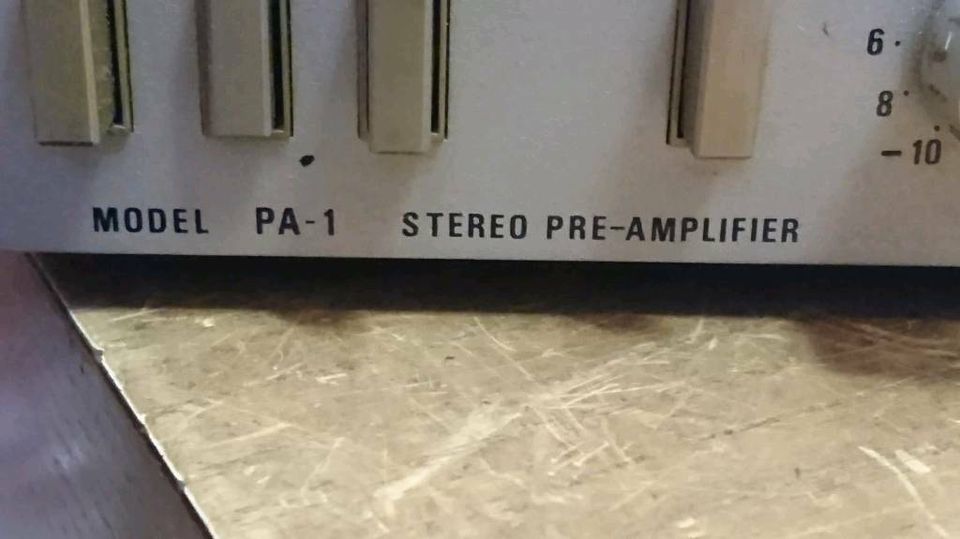 6
8
– 10
MODEL PA-1 STEREO PRE-AMPLIFIER